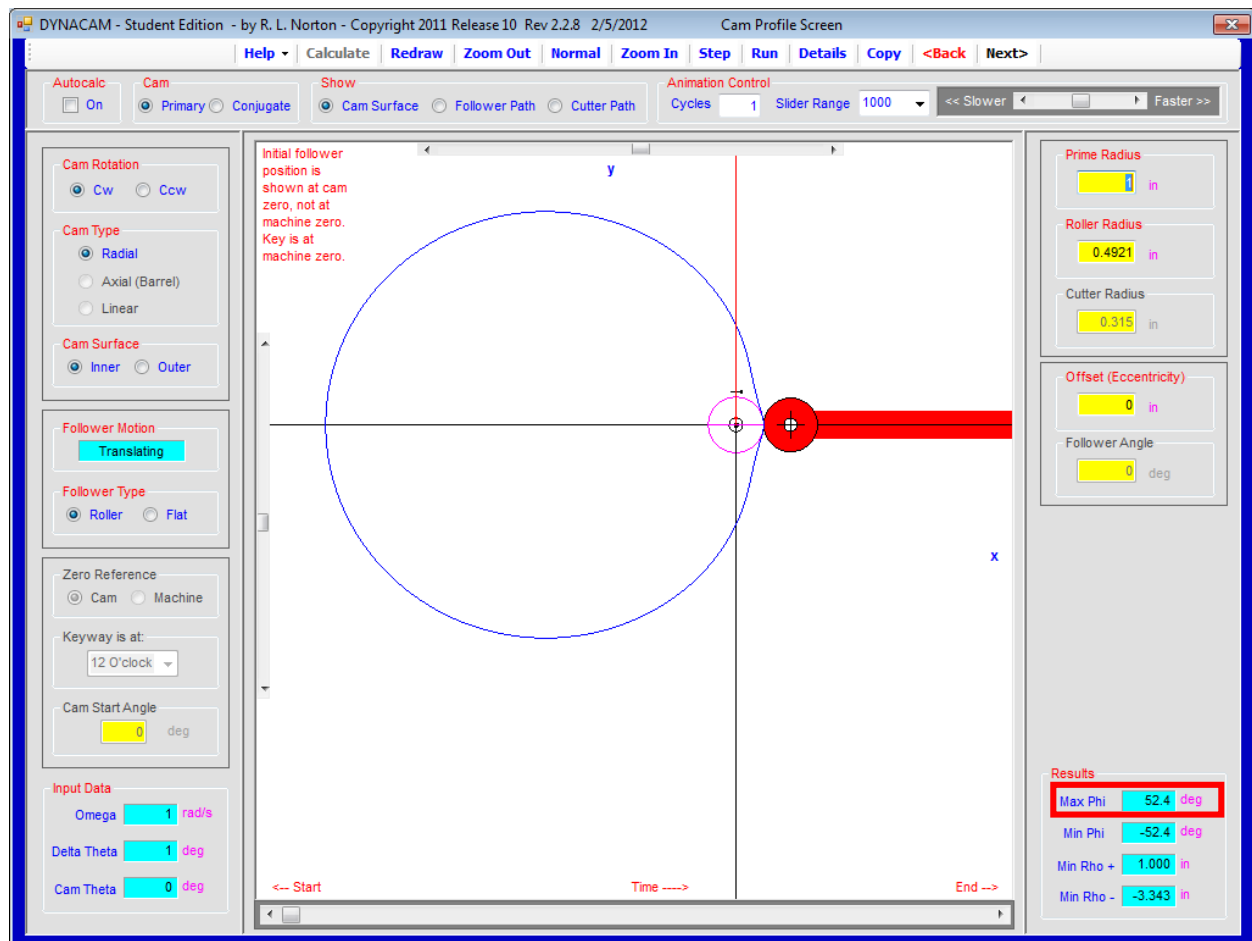 DYNACAM - Student Edition - by R. L. Norton - Copyright 2011 Release 10 Rev 2.2.8 2/5/2012 Cam Profile Screen
Help Calculate Redraw Zoom Out Normal Zoom In Step Run Details Copy <Back Next>
Autocalc Cam Show Animation Control
On Primary Conjugate Cam Surface Follower Path Cutter Path Cycles 1 Slider Range 1000 << Slower Faster >>
Cam Rotation
Cw Ccw
Cam Type
Radial
Axial (Barrel)
Linear
Cam Surface
Inner Outer
Follower Motion
Translating
Follower Type
Roller Flat
Zero Reference
Cam Machine
Keyway is at:
12 O'clock
Cam Start Angle
0 deg
Input Data
Omega 1 rad/s
Delta Theta 1 deg
Cam Theta 0 deg
Initial follower
position is
shown at cam
zero, not at
machine zero.
Key is at
machine zero.
y
x
<-- Start Time ----> End -->
Prime Radius
1 in
Roller Radius
0.4921 in
Cutter Radius
0.315 in
Offset (Eccentricity)
0 in
Follower Angle
0 deg
Results
Max Phi 52.4 deg
Min Phi -52.4 deg
Min Rho + 1.000 in
Min Rho - -3.343 in